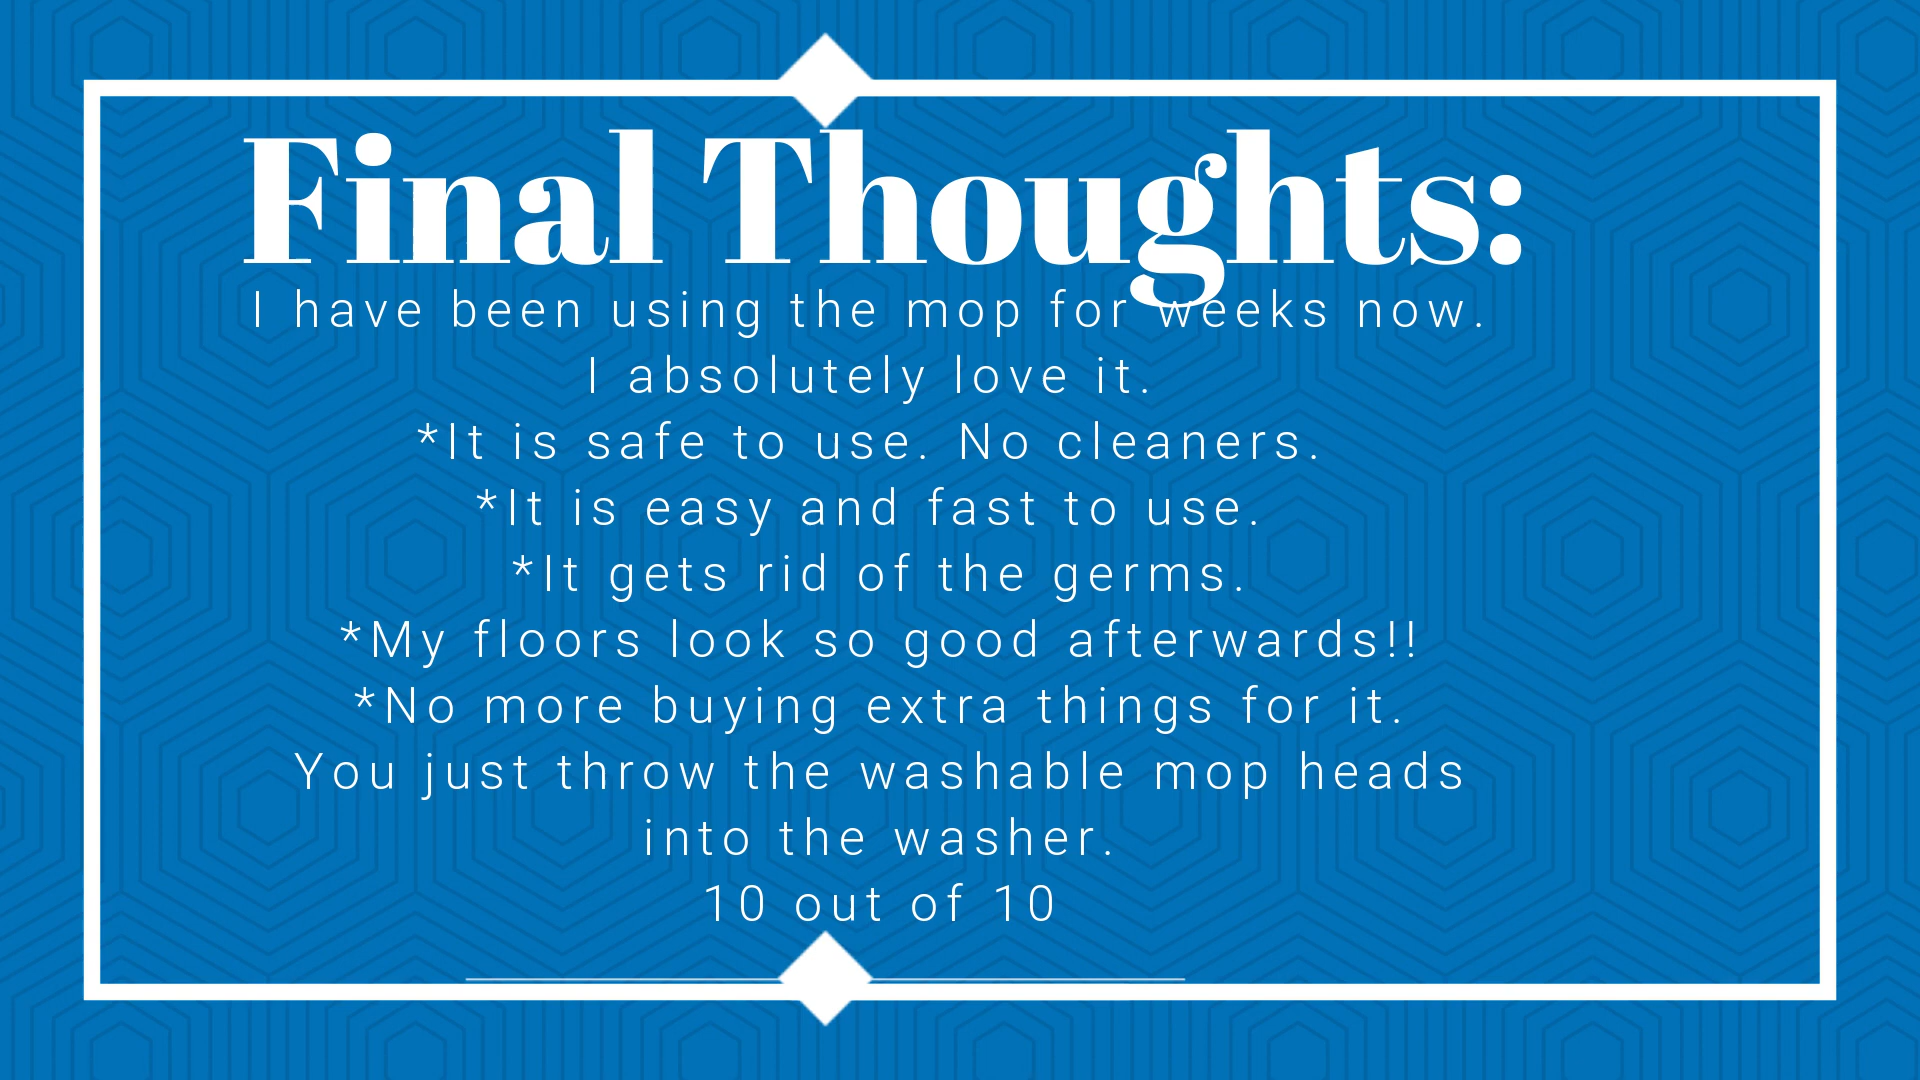 Final Thoughts:
I have been using the mop for weeks now.
I absolutely love it.
*It is safe to use. No cleaners.
*It is easy and fast to use.
*It gets rid of the germs.
*My floors look so good afterwards!!
*No more buying extra things for it.
You just throw the washable mop heads
into the washer.
10 out of 10